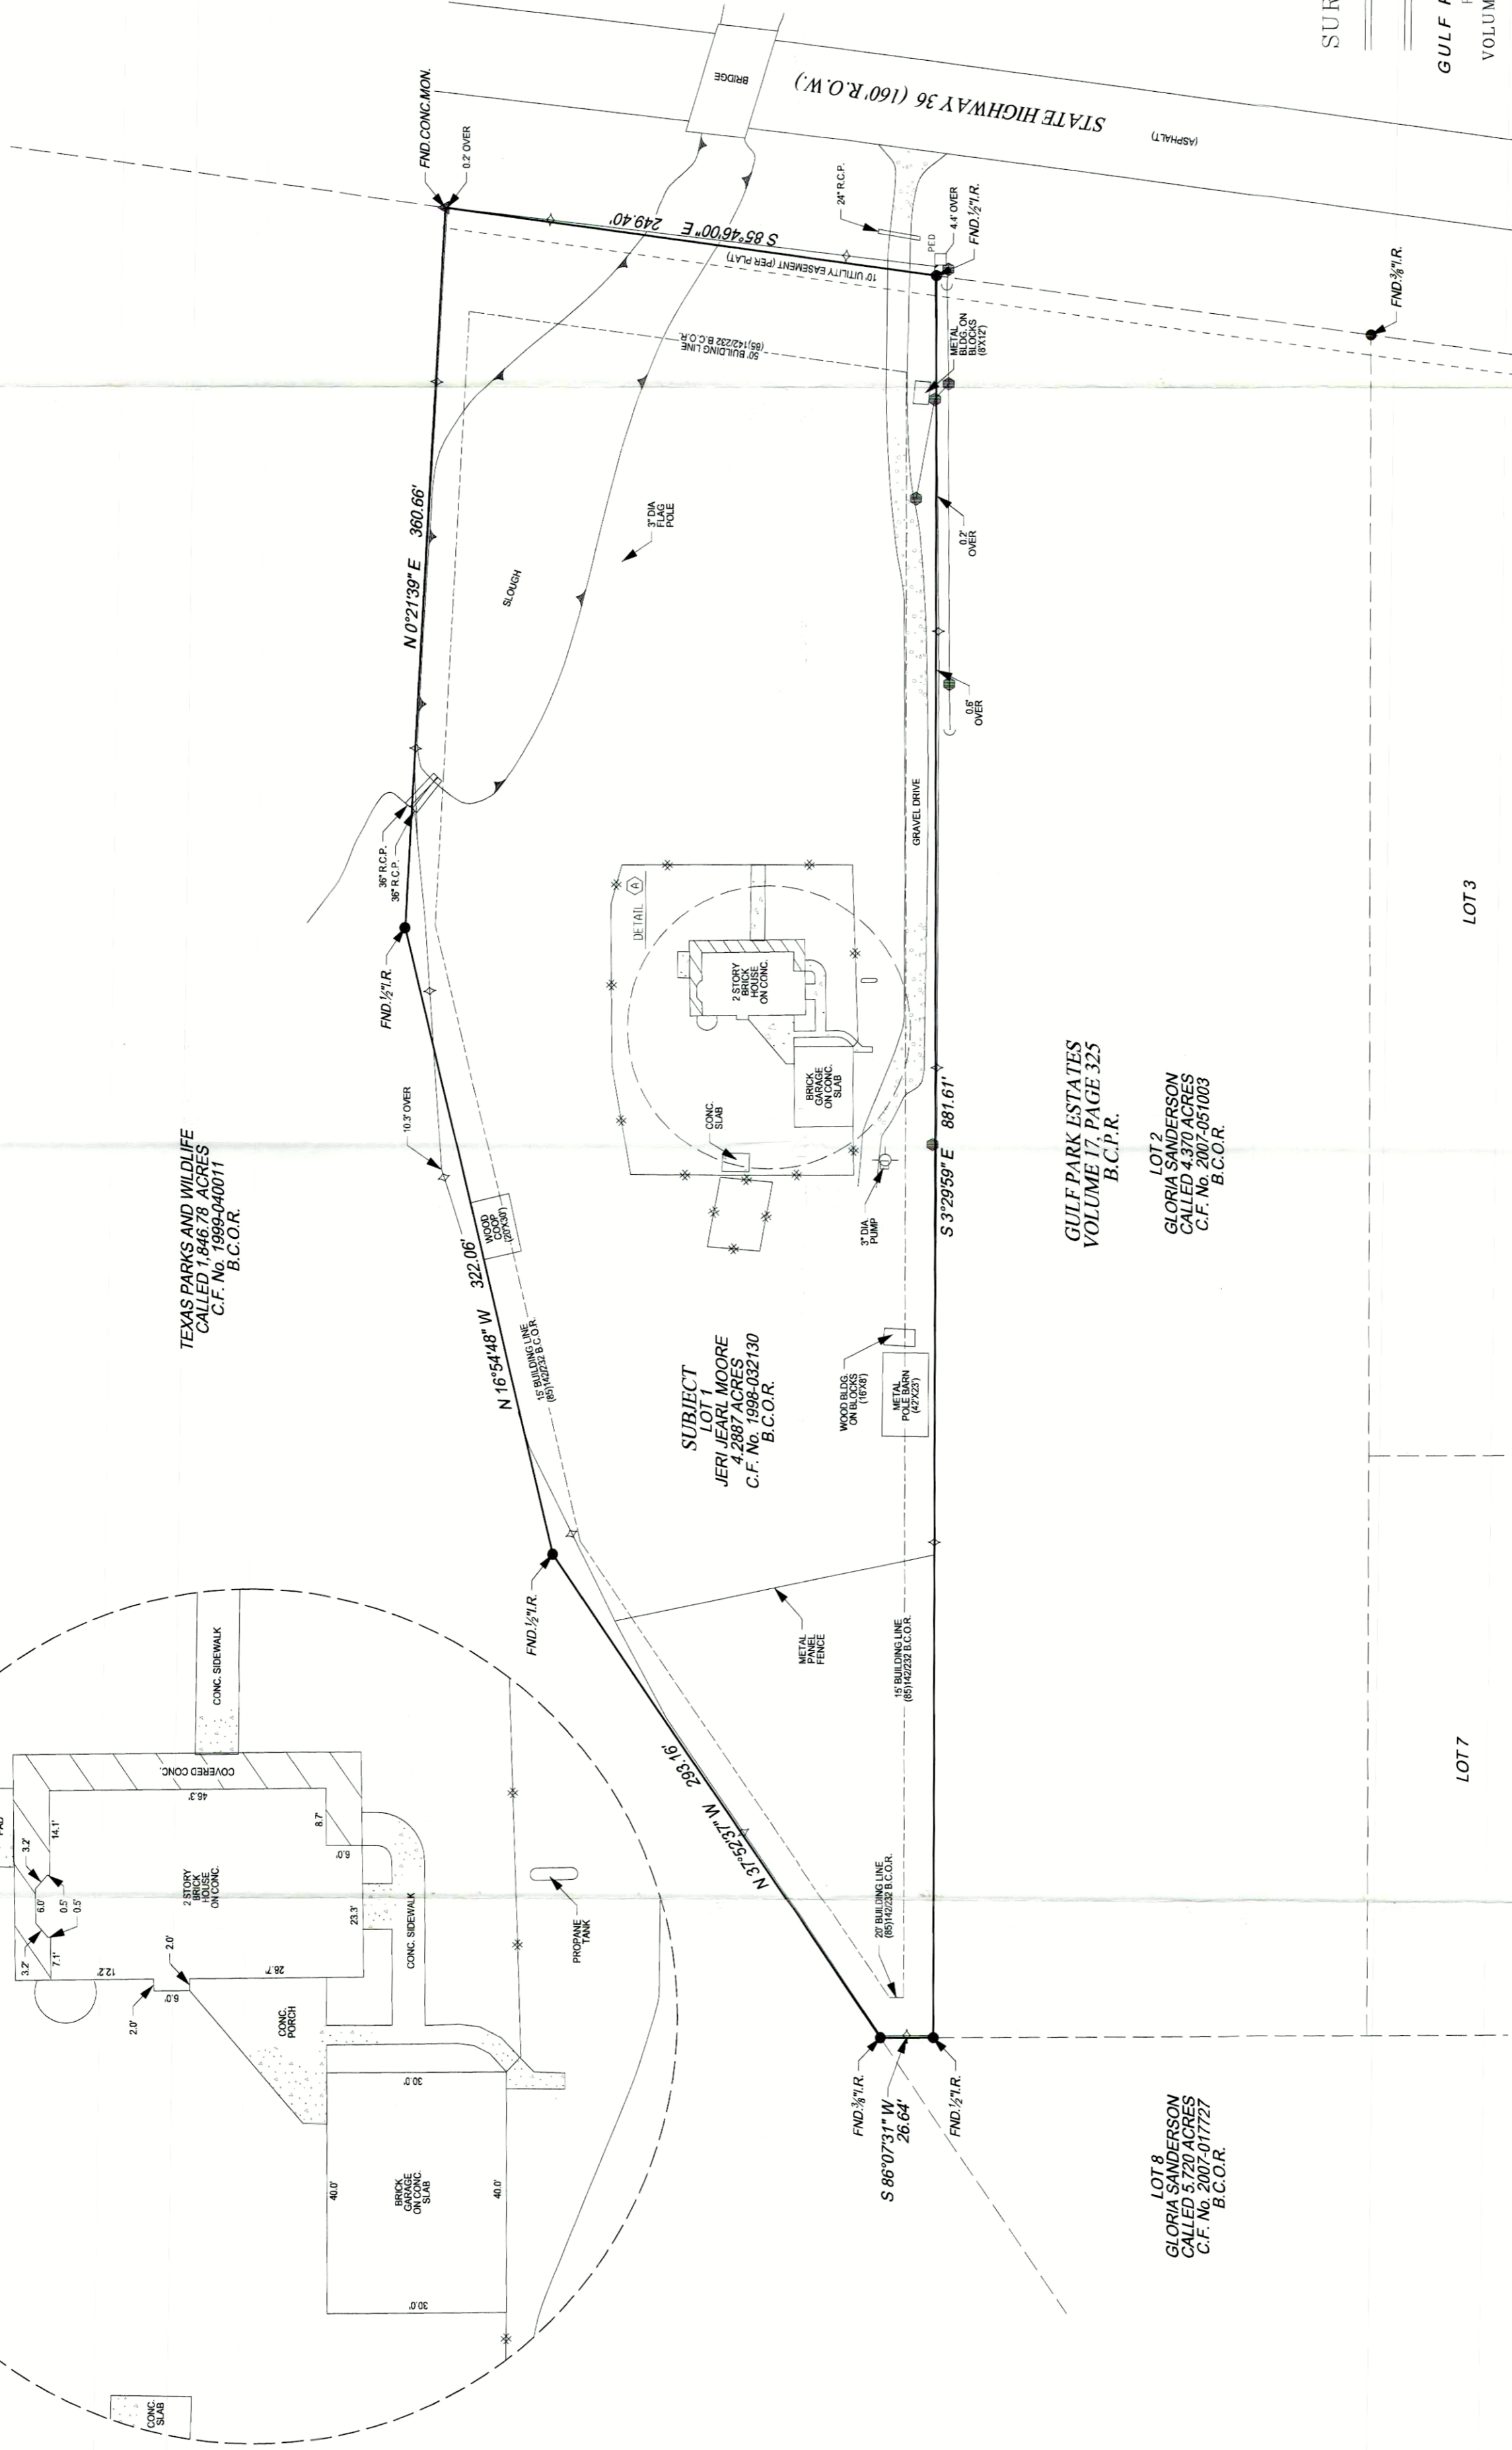 FND.CONC.MON.
0.2' OVER
BRIDGE
STATE HIGHWAY 36 (160' R.O.W.)
(ASPHALT)
SUR
GULF
VOLUM
S 85°46'00" E 249.40'
10' UITILITY EASEMENT (PER PLAT)
24" R.C.P.
PED
4.4' OVER
FND.½"I.R.
FND.⅜"I.R.
50' BUILDING LINE
(85)142/232 B.C.O.R.
METAL
BLDG. ON
BLOCKS
(8'X12')
N 0°21'39" E 360.66'
SLOUGH
3" DIA
FLAG
POLE
0.2'
OVER
0.6'
OVER
36" R.C.P.
36" R.C.P.
FND.½"I.R.
GRAVEL DRIVE
DETAIL A
2 STORY
BRICK
HOUSE
ON CONC.
BRICK
GARAGE
ON CONC.
SLAB
CONC.
SLAB
3" DIA
PUMP
10.3' OVER
WOOD
COOP
(20'X30')
N 16°54'48" W 322.06'
15' BUILDING LINE
(85)142/232 B.C.O.R.
TEXAS PARKS AND WILDLIFE
CALLED 1,846.78 ACRES
C.F. No. 1999-040011
B.C.O.R.
SUBJECT
LOT 1
JERI JEARL MOORE
4.2887 ACRES
C.F. No. 1998-032130
B.C.O.R.
WOOD BLDG.
ON BLOCKS
(16'X8')
METAL
POLE BARN
(42'X23')
S 3°29'59" E 881.61'
GULF PARK ESTATES
VOLUME 17, PAGE 325
B.C.P.R.
LOT 2
GLORIA SANDERSON
CALLED 4.370 ACRES
C.F. No. 2007-051003
B.C.O.R.
LOT 3
LOT 7
FND.½"I.R.
METAL
PANEL
FENCE
15' BUILDING LINE
(85)142/232 B.C.O.R.
N 37°52'37" W 293.16'
20' BUILDING LINE
(85)142/232 B.C.O.R.
FND.⅜"I.R.
S 86°07'31" W
26.64'
FND.½"I.R.
LOT 8
GLORIA SANDERSON
CALLED 5.720 ACRES
C.F. No. 2007-017727
B.C.O.R.
CONC. SIDEWALK
COVERED CONC.
46.3'
14.1'
3.2'
6.0'
0.5'
0.5'
3.2'
7.1'
12.2'
2.0'
2.0'
6.0'
28.7'
2 STORY
BRICK
HOUSE
ON CONC.
8.7'
6.0'
23.3'
CONC. SIDEWALK
PROPANE
TANK
CONC.
PORCH
30.0'
40.0'
BRICK
GARAGE
ON CONC.
SLAB
40.0'
30.0'
CONC.
SLAB